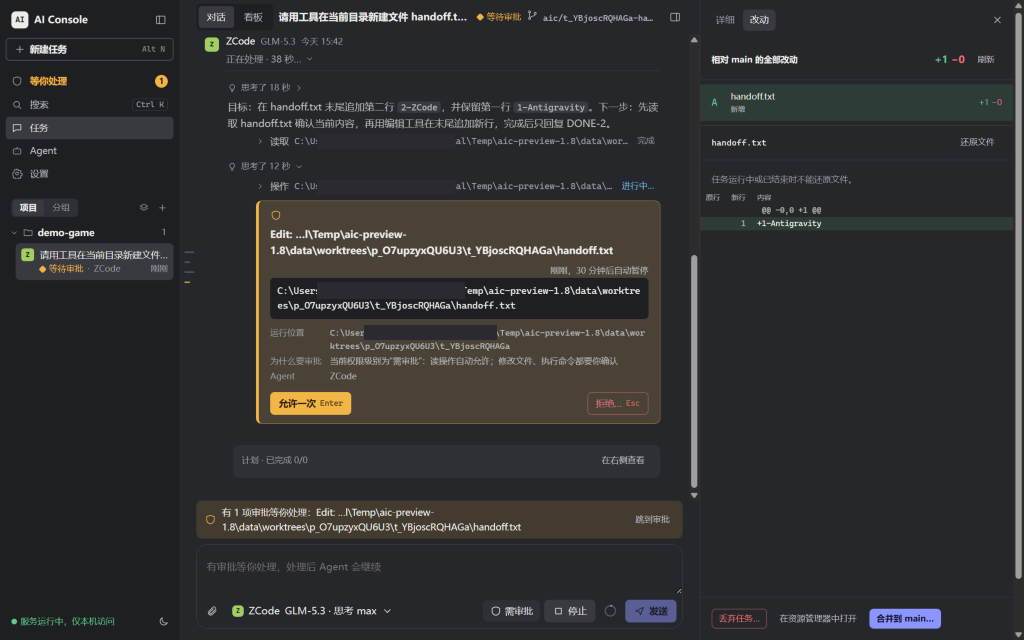 AI AI Console
新建任务 Alt N
等你处理 1
搜索 Ctrl K
任务
Agent
设置
项目 分组
demo-game 1
Z 请用工具在当前目录新建文件...
等待审批 · ZCode 刚刚
服务运行中，仅本机访问
对话 看板 请用工具在当前目录新建文件 handoff.t... 等待审批 aic/t_YBjoscRQHAGa-ha...
Z ZCode GLM-5.3 今天 15:42
正在处理 · 38 秒...
思考了 18 秒
目标：在 handoff.txt 末尾追加第二行 2-ZCode，并保留第一行 1-Antigravity。下一步：先读
取 handoff.txt 确认当前内容，再用编辑工具在末尾追加新行，完成后只回复 DONE-2。
读取 C:\Us al\Temp\aic-preview-1.8\data\wor... 完成
思考了 12 秒
操作 C:\Us al\Temp\aic-preview-1.8\data\... 进行中...
Edit: ...l\Temp\aic-preview-
1.8\data\worktrees\p_O7upzyxQU6U3\t_YBjoscRQHAGa\handoff.txt
刚刚，30 分钟后自动暂停
C:\Users emp\aic-preview-1.8\data\worktre
es\p_O7upzyxQU6U3\t_YBjoscRQHAGa\handoff.txt
运行位置 C:\User \Temp\aic-preview-1.8\data\wor
ktrees\p_O7upzyxQU6U3\t_YBjoscRQHAGa
为什么要审批 当前权限级别为"需审批"：读操作自动允许；修改文件、执行命令都要你确认
Agent ZCode
允许一次 Enter 拒绝... Esc
计划 · 已完成 0/0 在右侧查看
有 1 项审批等你处理：Edit: ...l\Temp\aic-preview-
1.8\data\worktrees\p_O7upzyxQU6U3\t_YBjoscRQHAGa\handoff.txt 跳到审批
有审批等你处理，处理后 Agent 会继续
Z ZCode GLM-5.3 · 思考 max 需审批 停止 发送
详细 改动
相对 main 的全部改动 +1 −0 刷新
A handoff.txt +1 −0
新增
handoff.txt 还原文件
任务运行中或已结束时不能还原文件。
原行 新行 内容
@@ -0,0 +1 @@
1 +1-Antigravity
丢弃任务... 在资源管理器中打开 合并到 main...